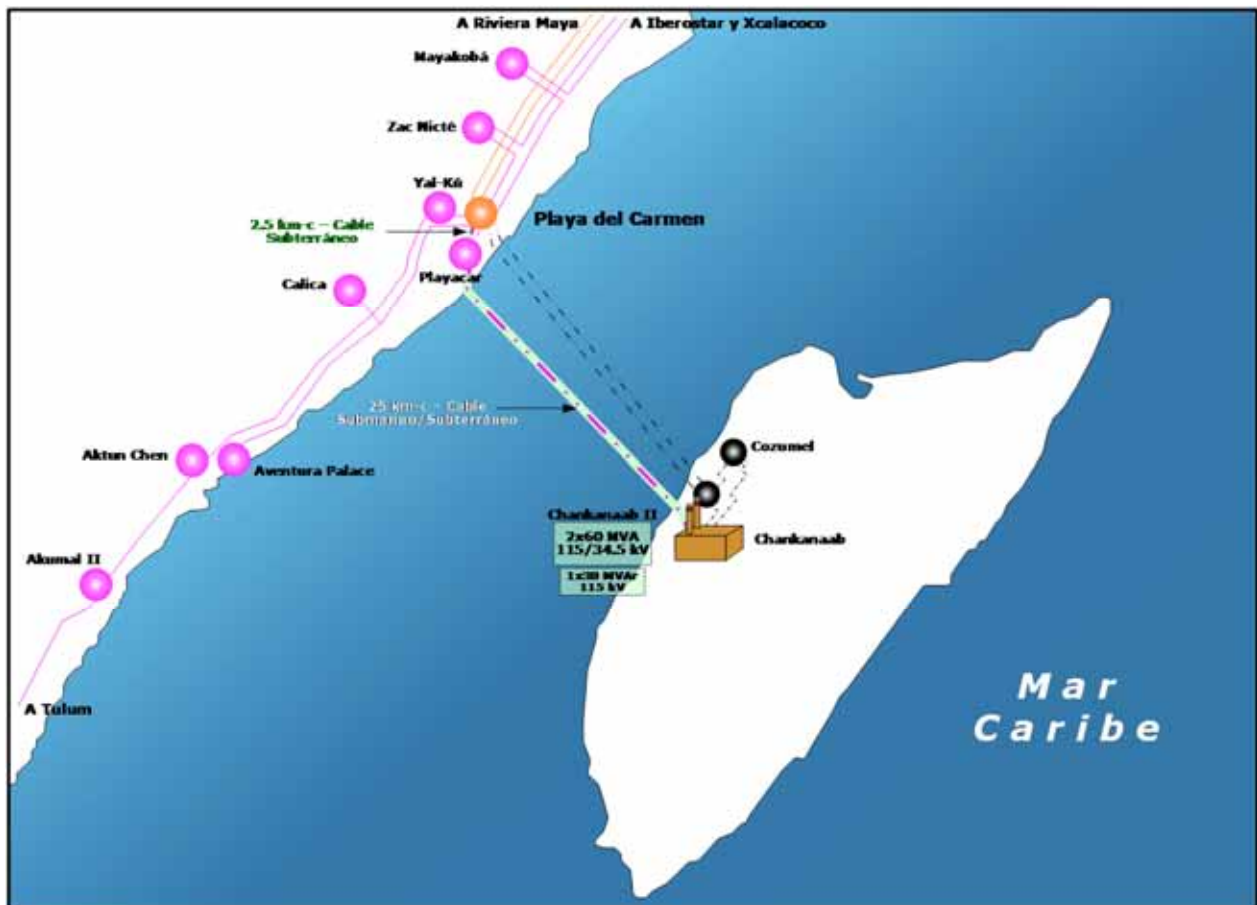 A Riviera Maya
A Iberostar y Xcalacoco
Mayakobá
Zac Nicté
Yal-Kú
2.5 km-c - Cable
Subterráneo
Playa del Carmen
Playacar
Calica
25 km-c - Cable
Submarino/Subterráneo
Aktun Chen
Aventura Palace
Cozumel
Chankanaab II
2x60 MVA
115/34.5 kV
Chankanaab
1x30 MVAr
115 kV
Akumal II
A Tulum
Mar
Caribe